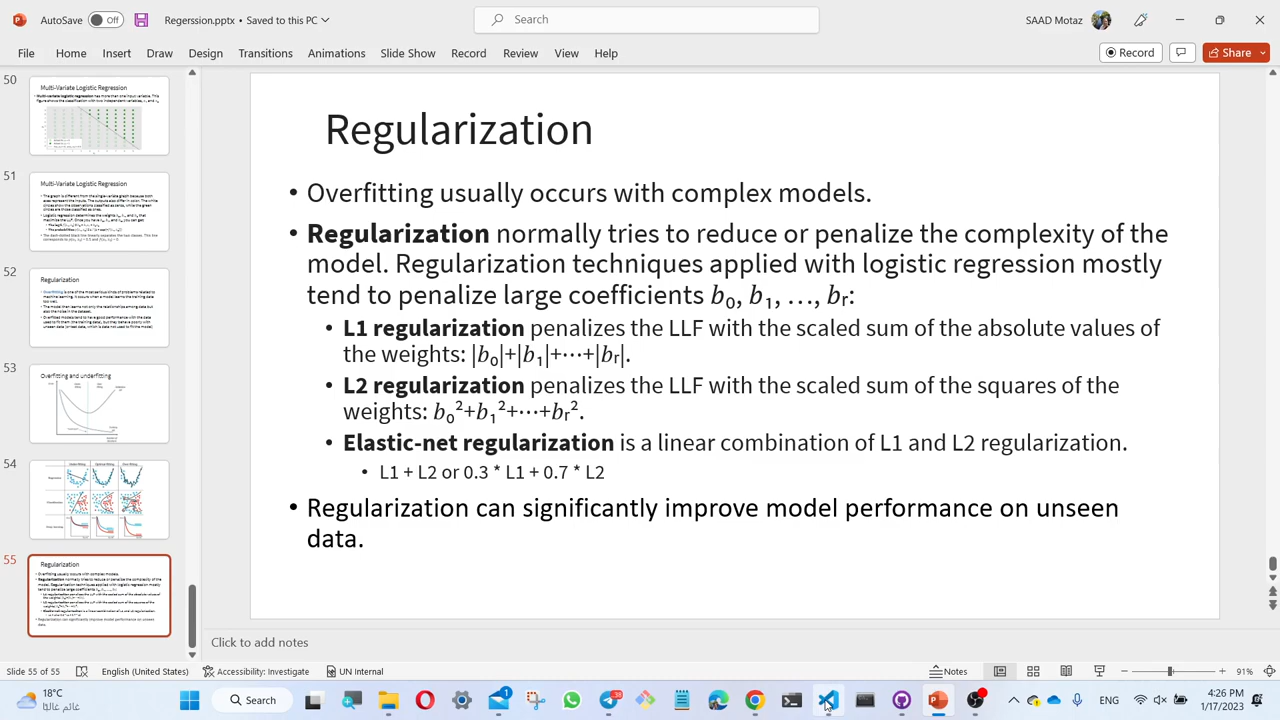 AutoSave Off Regerssion.pptx • Saved to this PC Search SAAD Motaz
File Home Insert Draw Design Transitions Animations Slide Show Record Review View Help Record Share
50
Multi-Variate Logistic Regression
51
Multi-Variate Logistic Regression
52
Regularization
53
Overfitting and underfitting
54
55
Regularization
Regularization
• Overfitting usually occurs with complex models.
• Regularization normally tries to reduce or penalize the complexity of the
model. Regularization techniques applied with logistic regression mostly
tend to penalize large coefficients b₀, b₁, …, bᵣ:
• L1 regularization penalizes the LLF with the scaled sum of the absolute values of
the weights: |b₀|+|b₁|+⋯+|bᵣ|.
• L2 regularization penalizes the LLF with the scaled sum of the squares of the
weights: b₀²+b₁²+⋯+bᵣ².
• Elastic-net regularization is a linear combination of L1 and L2 regularization.
• L1 + L2 or 0.3 * L1 + 0.7 * L2
• Regularization can significantly improve model performance on unseen
data.
Click to add notes
Slide 55 of 55 English (United States) Accessibility: Investigate UN Internal Notes 91%
18°C
غائم غالبًا
Search
1
38
ENG
4:26 PM
1/17/2023